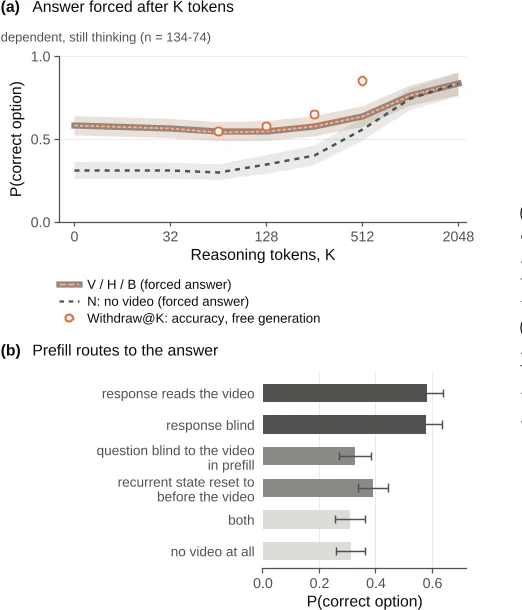 (a) Answer forced after K tokens
dependent, still thinking (n = 134-74)
1.0
0.5
0.0
P(correct option)
0 32 128 512 2048
Reasoning tokens, K
V / H / B (forced answer)
N: no video (forced answer)
Withdraw@K: accuracy, free generation
(b) Prefill routes to the answer
response reads the video
response blind
question blind to the video
in prefill
recurrent state reset to
before the video
both
no video at all
0.0 0.2 0.4 0.6
P(correct option)